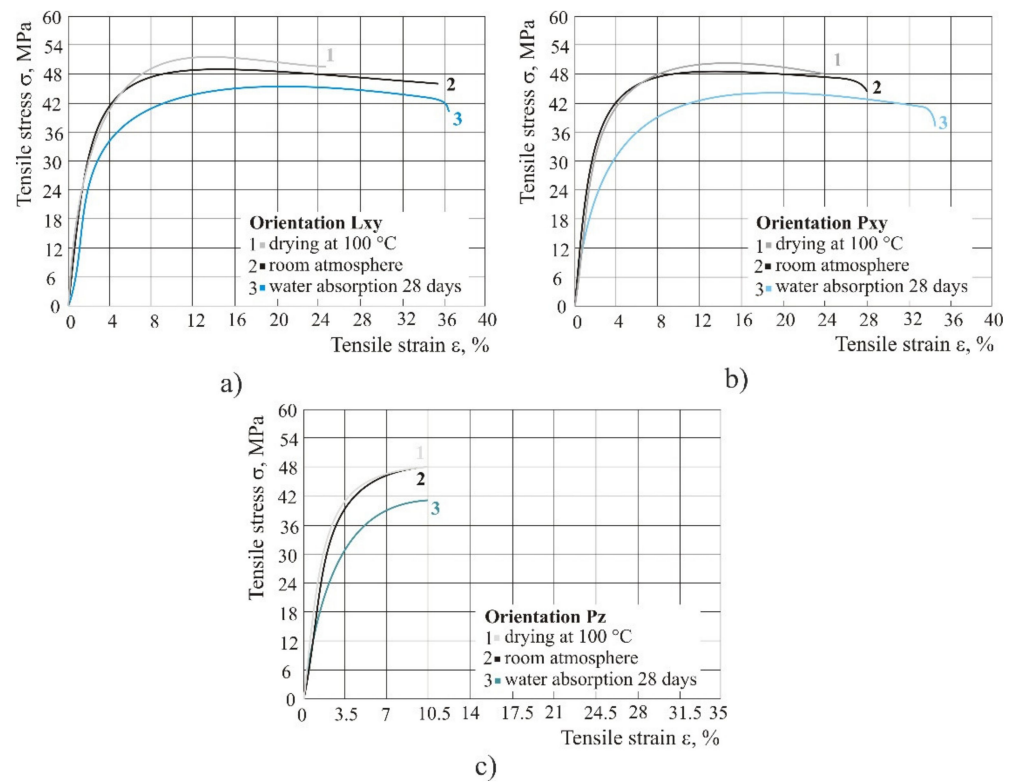 Tensile stress σ, MPa
60
54
48
42
36
30
24
18
12
6
0
1
2
3
Orientation Lxy
1 drying at 100 °C
2 room atmosphere
3 water absorption 28 days
0 4 8 12 16 20 24 28 32 36 40
Tensile strain ε, %
a)
Tensile stress σ, MPa
60
54
48
42
36
30
24
18
12
6
0
1
2
3
Orientation Pxy
1 drying at 100 °C
2 room atmosphere
3 water absorption 28 days
0 4 8 12 16 20 24 28 32 36 40
Tensile strain ε, %
b)
Tensile stress σ, MPa
60
54
48
42
36
30
24
18
12
6
0
1
2
3
Orientation Pz
1 drying at 100 °C
2 room atmosphere
3 water absorption 28 days
0 3.5 7 10.5 14 17.5 21 24.5 28 31.5 35
Tensile strain ε, %
c)